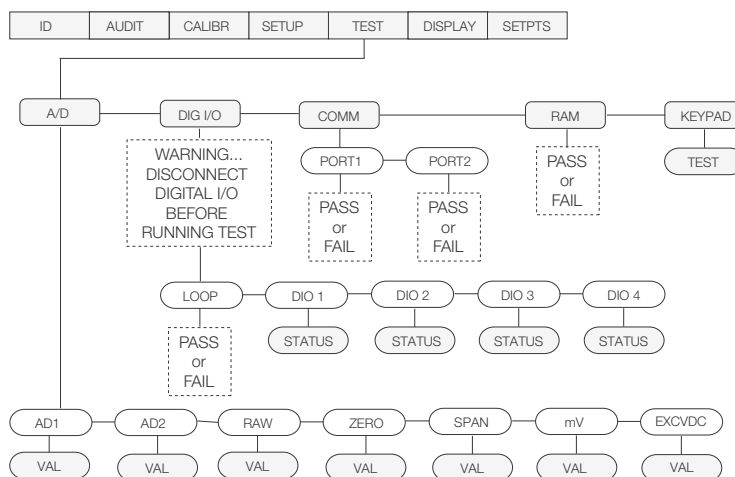 ID AUDIT CALIBR SETUP TEST DISPLAY SETPTS
A/D DIG I/O COMM RAM KEYPAD
WARNING...
DISCONNECT
DIGITAL I/O
BEFORE
RUNNING TEST
PORT1 PORT2
PASS
or
FAIL
PASS
or
FAIL
PASS
or
FAIL
TEST
LOOP DIO 1 DIO 2 DIO 3 DIO 4
PASS
or
FAIL
STATUS STATUS STATUS STATUS
AD1 AD2 RAW ZERO SPAN mV EXCVDC
VAL VAL VAL VAL VAL VAL VAL